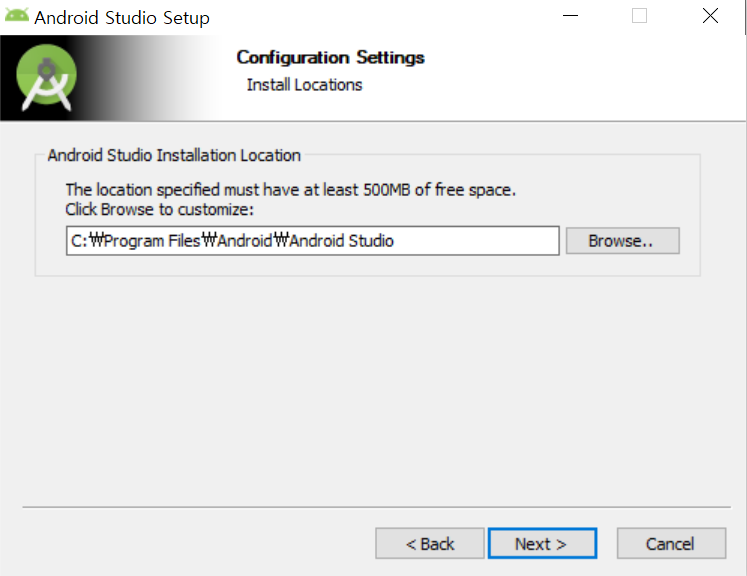 Android Studio Setup
Configuration Settings
Install Locations
Android Studio Installation Location
The location specified must have at least 500MB of free space.
Click Browse to customize:
C:₩Program Files₩Android₩Android Studio
Browse..
< Back
Next >
Cancel